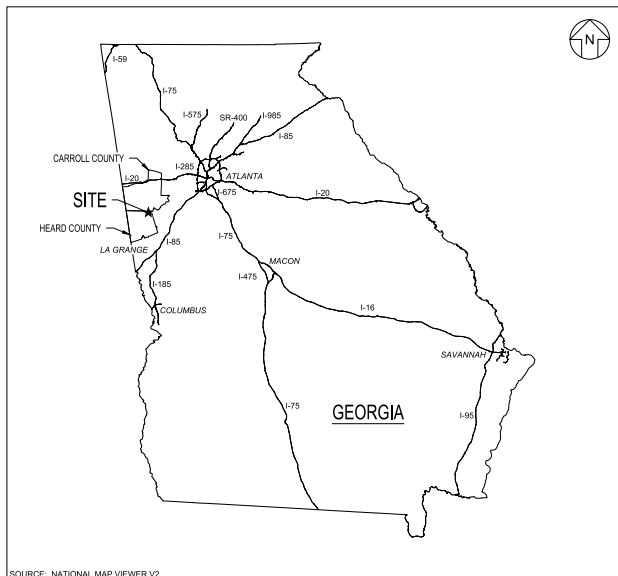 N
I-59
I-75
I-575
SR-400
I-985
I-85
CARROLL COUNTY
I-285
ATLANTA
I-20
I-675
I-20
SITE
HEARD COUNTY
I-85
LA GRANGE
I-75
MACON
I-475
I-185
COLUMBUS
I-16
SAVANNAH
I-75
GEORGIA
I-95
SOURCE: NATIONAL MAP VIEWER V2